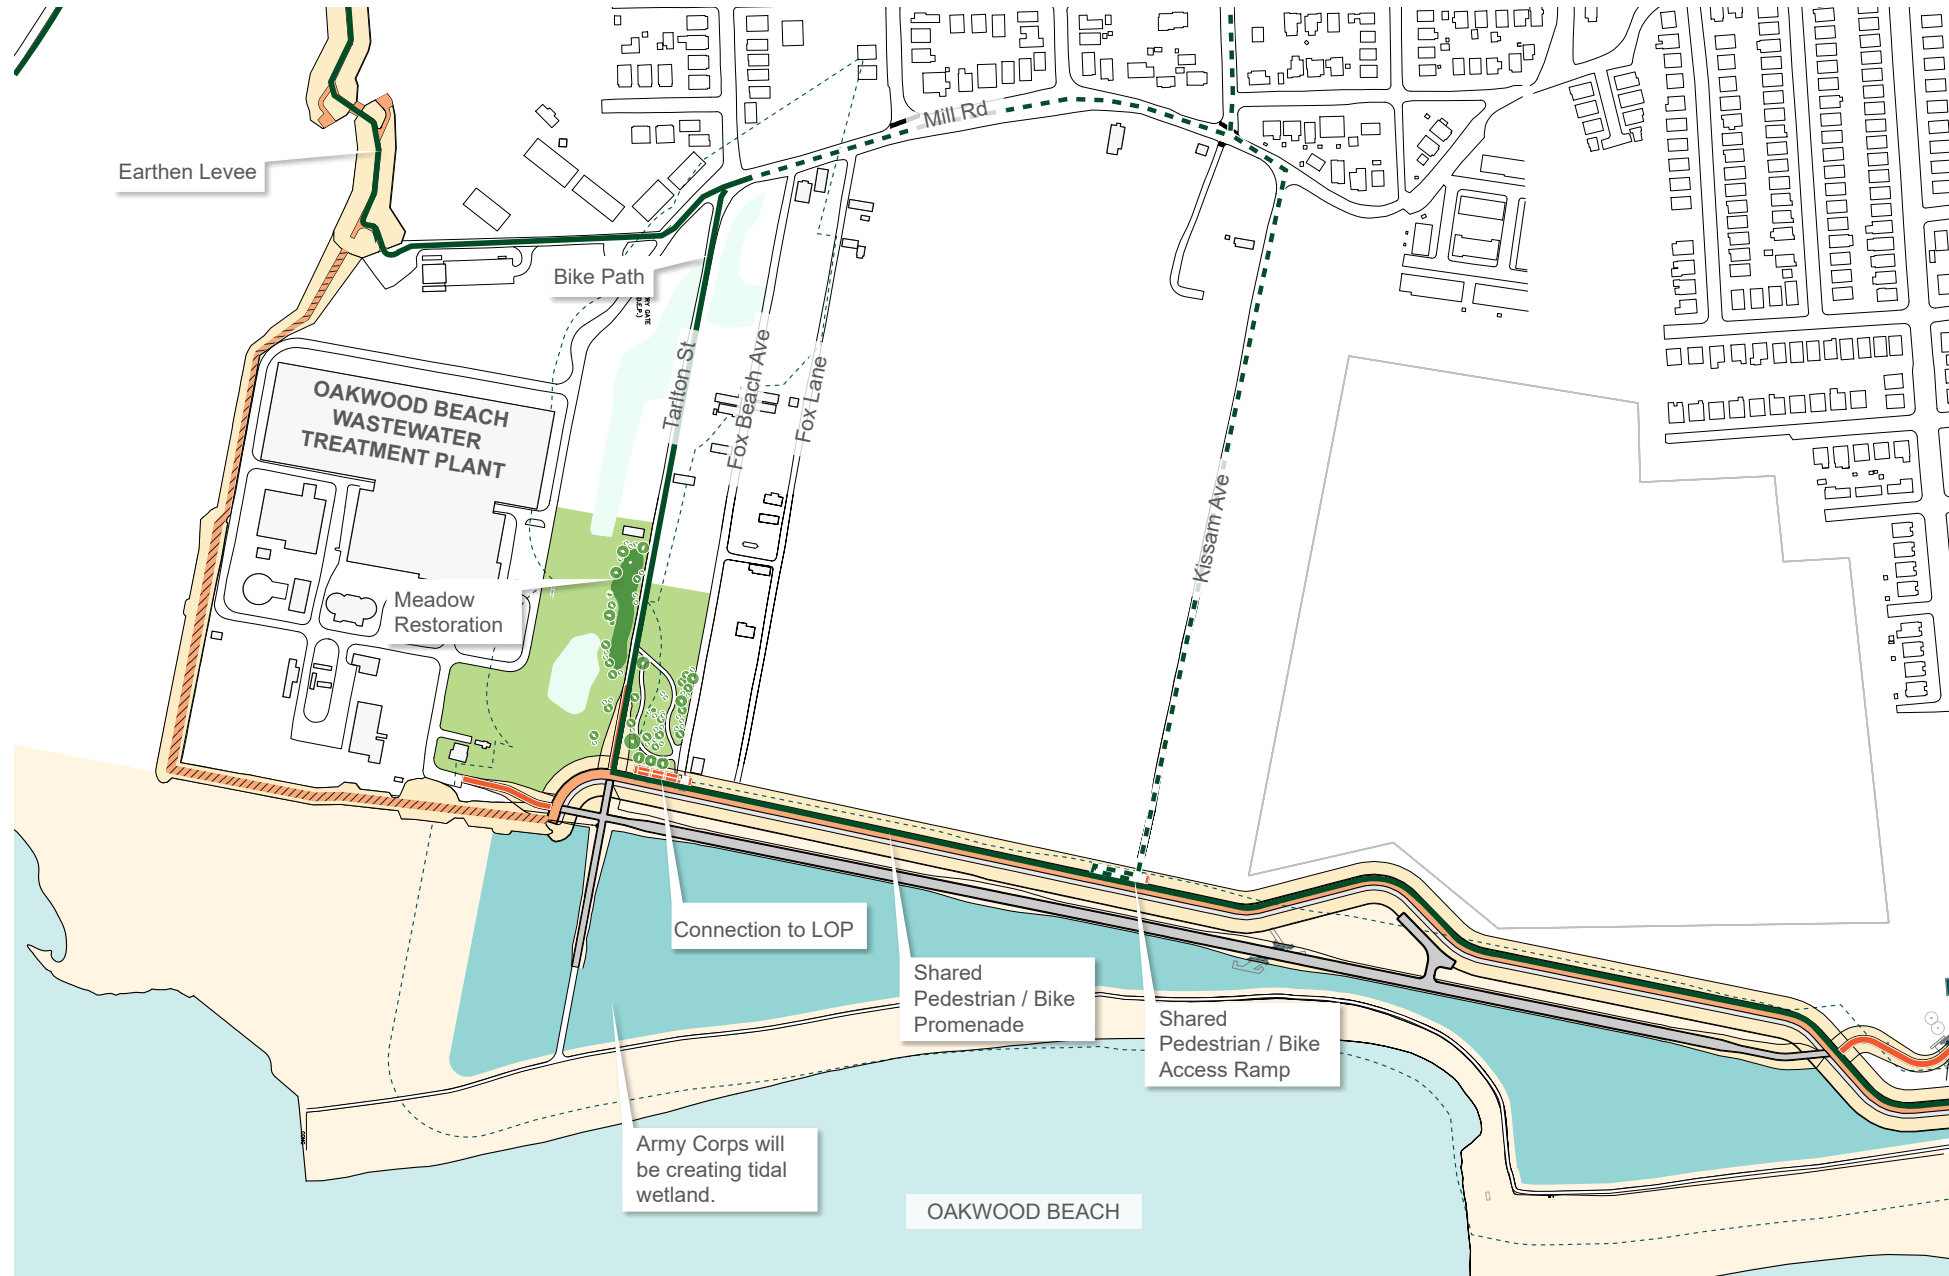 Mill Rd
Earthen Levee
Bike Path
Tarlton St
Fox Beach Ave
Fox Lane
OAKWOOD BEACH
WASTEWATER
TREATMENT PLANT
Kissam Ave
Meadow
Restoration
Connection to LOP
Shared
Pedestrian / Bike
Promenade
Shared
Pedestrian / Bike
Access Ramp
Army Corps will
be creating tidal
wetland.
OAKWOOD BEACH